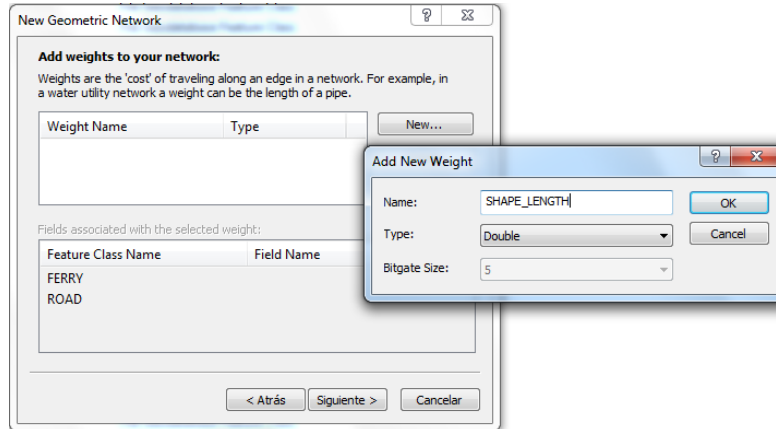 New Geometric Network
Add weights to your network:
Weights are the 'cost' of traveling along an edge in a network. For example, in
a water utility network a weight can be the length of a pipe.
Weight Name Type
New...
Add New Weight
Name: SHAPE_LENGTH OK
Type: Double Cancel
Bitgate Size: 5
Fields associated with the selected weight:
Feature Class Name Field Name
FERRY
ROAD
< Atrás Siguiente > Cancelar